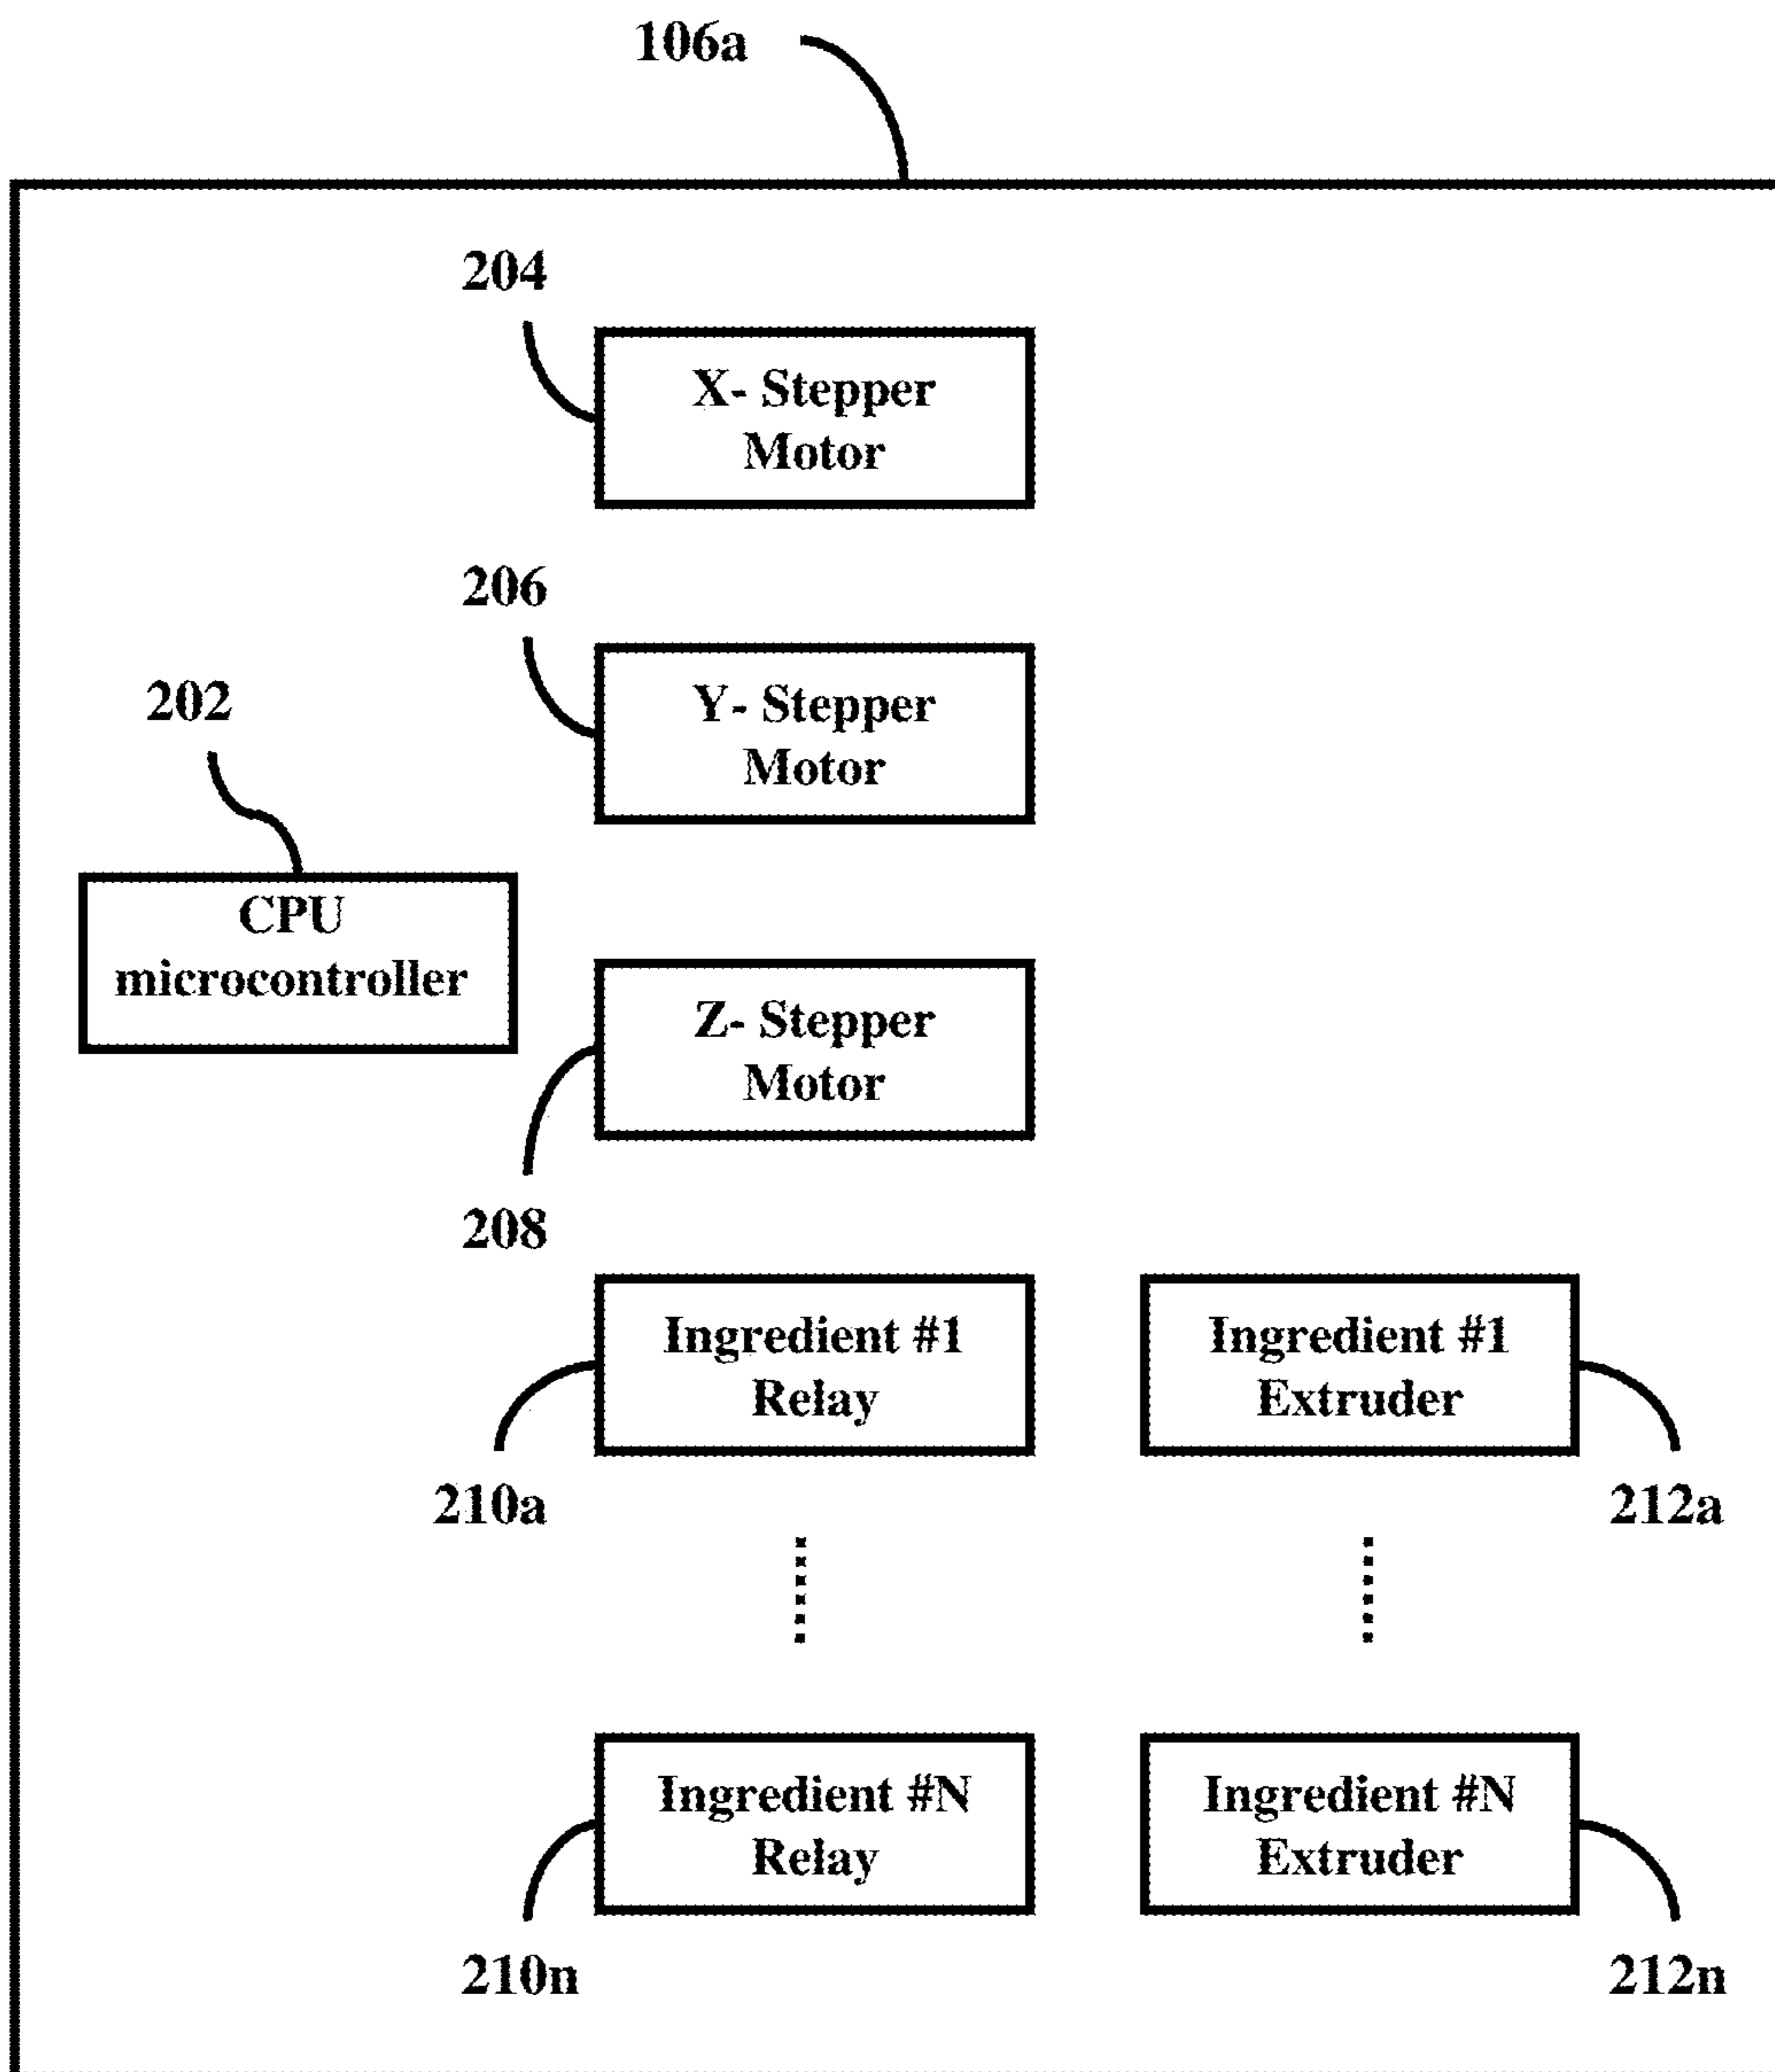 106a
204
X- Stepper
Motor
206
Y- Stepper
Motor
202
CPU
microcontroller
Z- Stepper
Motor
208
Ingredient #1
Relay
Ingredient #1
Extruder
210a
212a
Ingredient #N
Relay
Ingredient #N
Extruder
210n
212n